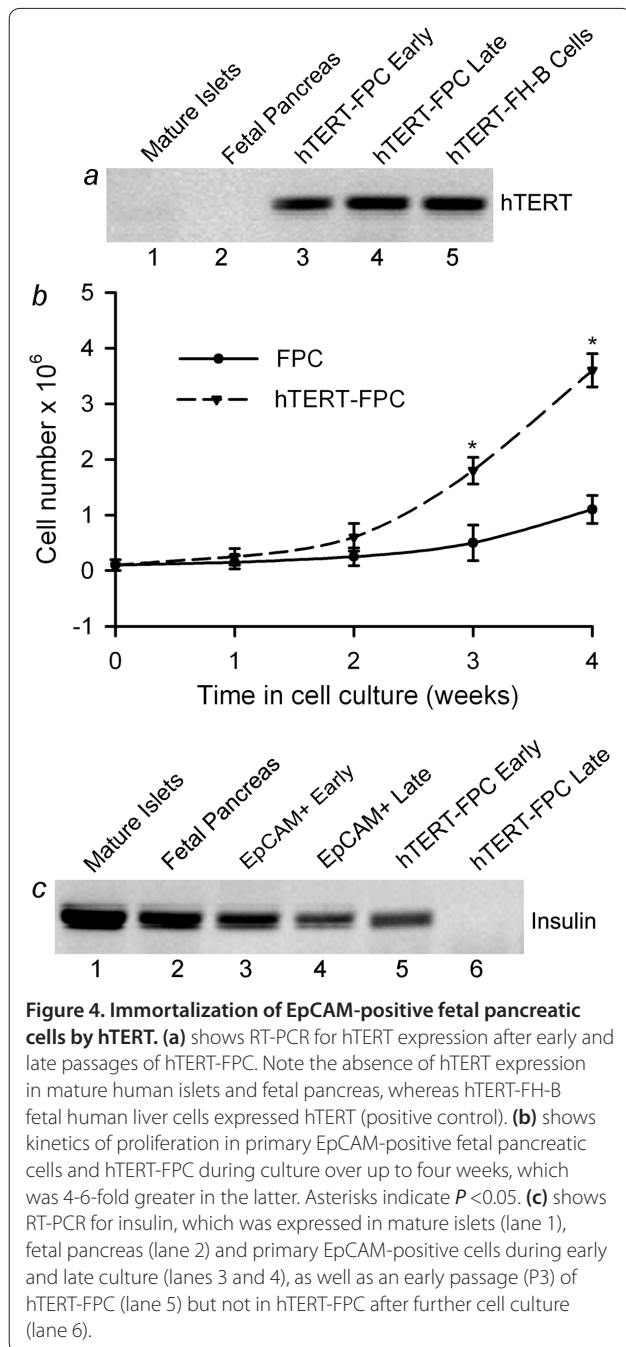 Mature Islets
Fetal Pancreas
hTERT-FPC Early
hTERT-FPC Late
hTERT-FH-B Cells
a
hTERT
1 2 3 4 5
b
5
4
3
2
1
0
-1
Cell number x 10⁶
FPC
hTERT-FPC
*
*
0 1 2 3 4
Time in cell culture (weeks)
Mature Islets
Fetal Pancreas
EpCAM+ Early
EpCAM+ Late
hTERT-FPC Early
hTERT-FPC Late
c
Insulin
1 2 3 4 5 6
Figure 4. Immortalization of EpCAM-positive fetal pancreatic
cells by hTERT. (a) shows RT-PCR for hTERT expression after early and
late passages of hTERT-FPC. Note the absence of hTERT expression
in mature human islets and fetal pancreas, whereas hTERT-FH-B
fetal human liver cells expressed hTERT (positive control). (b) shows
kinetics of proliferation in primary EpCAM-positive fetal pancreatic
cells and hTERT-FPC during culture over up to four weeks, which
was 4-6-fold greater in the latter. Asterisks indicate P <0.05. (c) shows
RT-PCR for insulin, which was expressed in mature islets (lane 1),
fetal pancreas (lane 2) and primary EpCAM-positive cells during early
and late culture (lanes 3 and 4), as well as an early passage (P3) of
hTERT-FPC (lane 5) but not in hTERT-FPC after further cell culture
(lane 6).